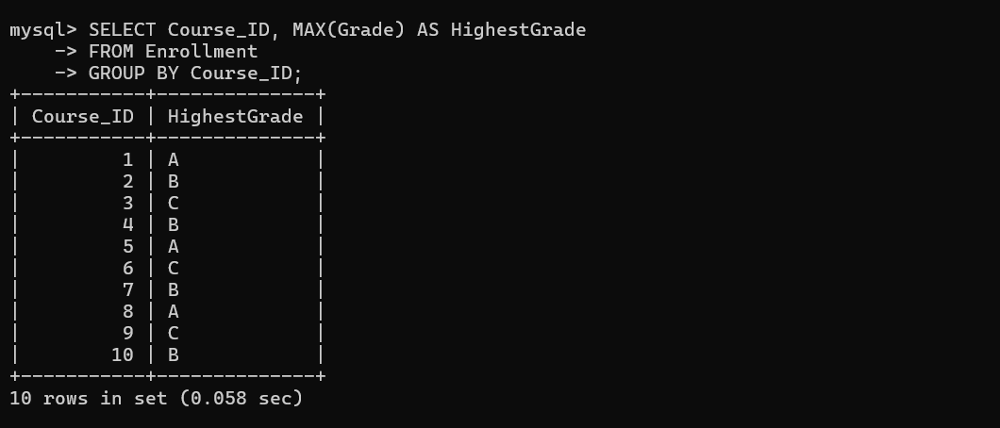 mysql> SELECT Course_ID, MAX(Grade) AS HighestGrade
    -> FROM Enrollment
    -> GROUP BY Course_ID;
+-----------+--------------+
| Course_ID | HighestGrade |
+-----------+--------------+
|         1 | A            |
|         2 | B            |
|         3 | C            |
|         4 | B            |
|         5 | A            |
|         6 | C            |
|         7 | B            |
|         8 | A            |
|         9 | C            |
|        10 | B            |
+-----------+--------------+
10 rows in set (0.058 sec)